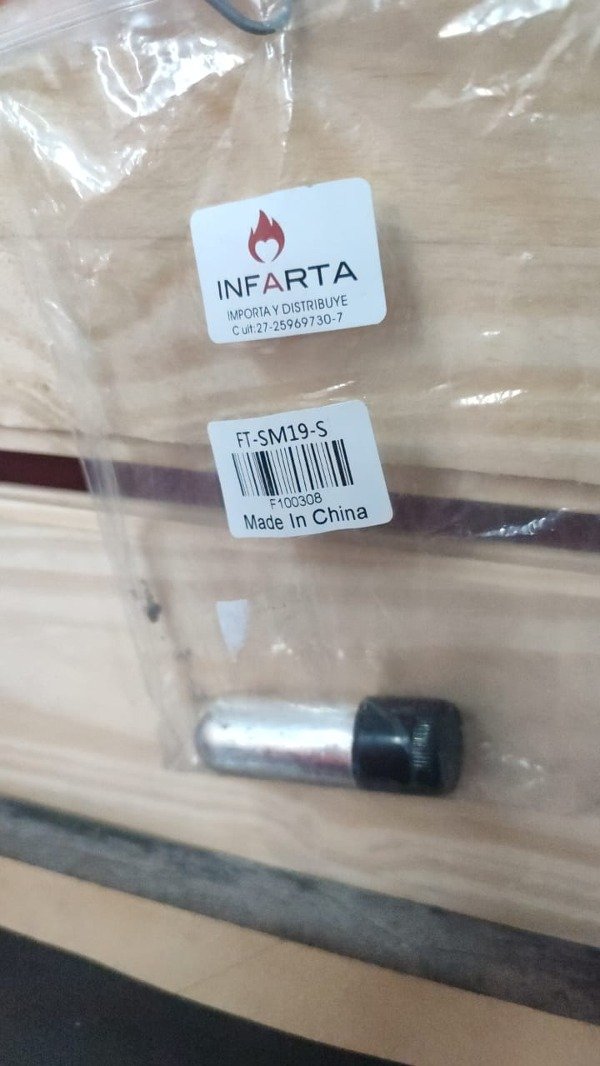 INFARTA
IMPORTA Y DISTRIBUYE
C uit:27-25969730-7
FT-SM19-S
F100308
Made In China